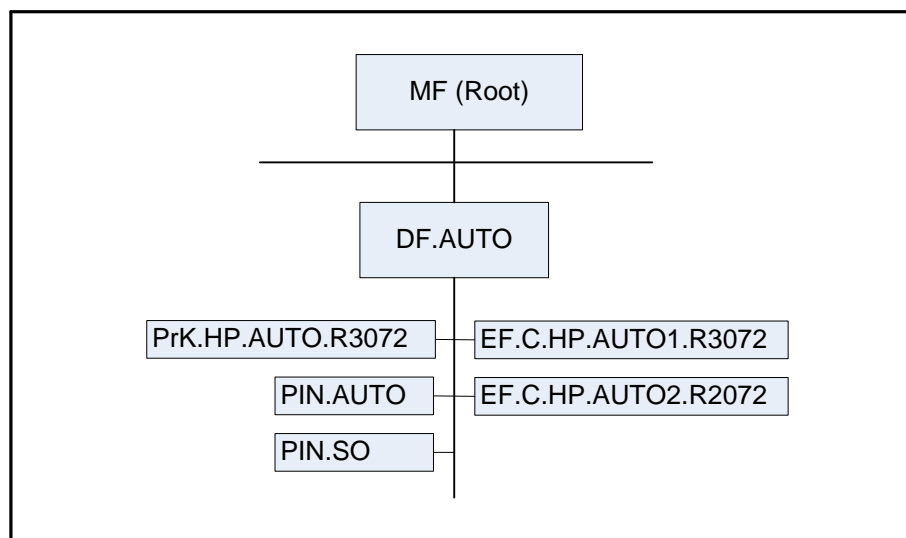 MF (Root)
DF.AUTO
PrK.HP.AUTO.R3072
EF.C.HP.AUTO1.R3072
PIN.AUTO
EF.C.HP.AUTO2.R2072
PIN.SO